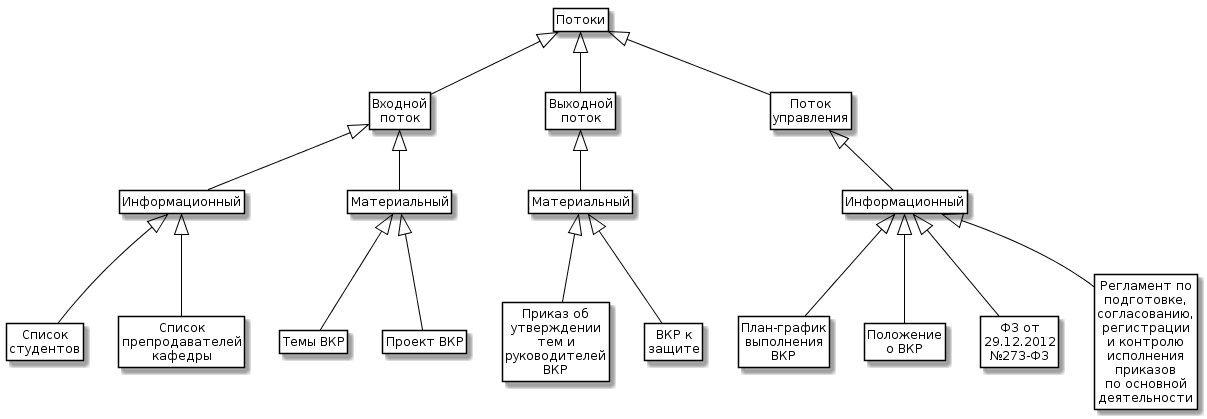 Потоки
Входной
поток
Выходной
поток
Поток
управления
Информационный
Материальный
Материальный
Информационный
Список
студентов
Список
препродавателей
кафедры
Темы ВКР
Проект ВКР
Приказ об
утверждении
тем и
руководителей
ВКР
ВКР к
защите
План-график
выполнения
ВКР
Положение
о ВКР
ФЗ от
29.12.2012
№273-ФЗ
Регламент по
подготовке,
согласованию,
регистрации
и контролю
исполнения
приказов
по основной
деятельности